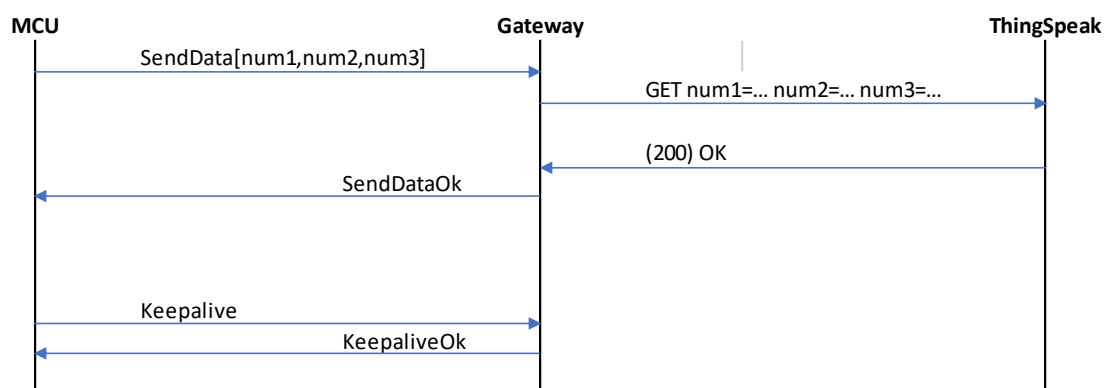 MCU Gateway ThingSpeak
SendData[num1,num2,num3]
GET num1=... num2=... num3=...
(200) OK
SendDataOk
Keepalive
KeepaliveOk